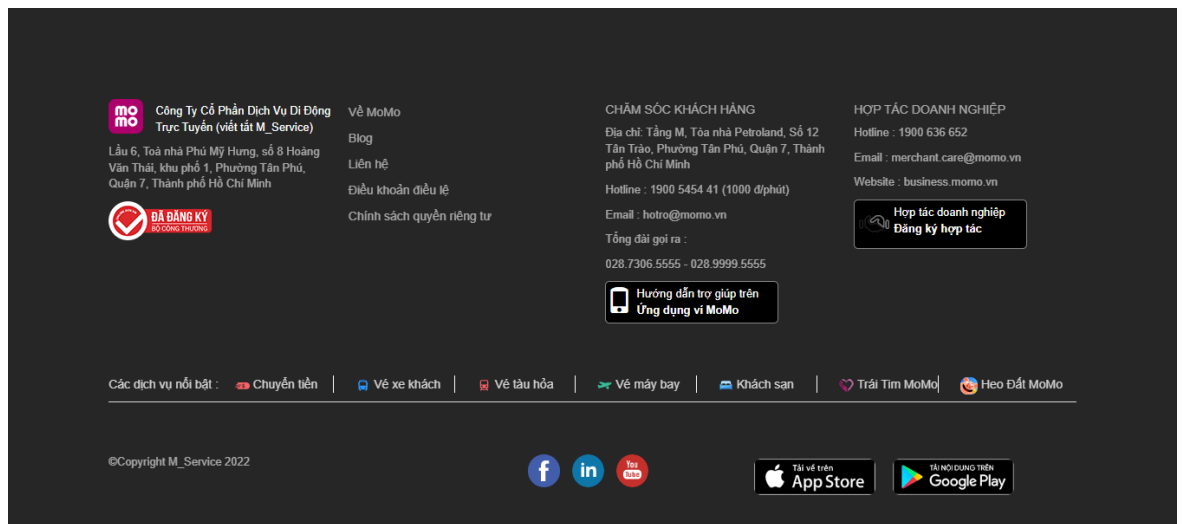 mo
mo
Công Ty Cổ Phần Dịch Vụ Di Động
Trực Tuyến (viết tắt M_Service)
Lầu 6, Toà nhà Phú Mỹ Hưng, số 8 Hoàng
Văn Thái, khu phố 1, Phường Tân Phú,
Quận 7, Thành phố Hồ Chí Minh
ĐÃ ĐĂNG KÝ
BỘ CÔNG THƯƠNG
Về MoMo
Blog
Liên hệ
Điều khoản điều lệ
Chính sách quyền riêng tư
CHĂM SÓC KHÁCH HÀNG
Địa chỉ: Tầng M, Tòa nhà Petroland, Số 12
Tân Trào, Phường Tân Phú, Quận 7, Thành
phố Hồ Chí Minh
Hotline : 1900 5454 41 (1000 đ/phút)
Email : hotro@momo.vn
Tổng đài gọi ra :
028.7306.5555 - 028.9999.5555
Hướng dẫn trợ giúp trên
Ứng dụng ví MoMo
HỢP TÁC DOANH NGHIỆP
Hotline : 1900 636 652
Email : merchant.care@momo.vn
Website : business.momo.vn
Hợp tác doanh nghiệp
Đăng ký hợp tác
Các dịch vụ nổi bật : Chuyển tiền Vé xe khách Vé tàu hỏa Vé máy bay Khách sạn Trái Tim MoMo Heo Đất MoMo
©Copyright M_Service 2022
f
in
You
Tube
Tải về trên
App Store
TẢI NỘI DUNG TRÊN
Google Play